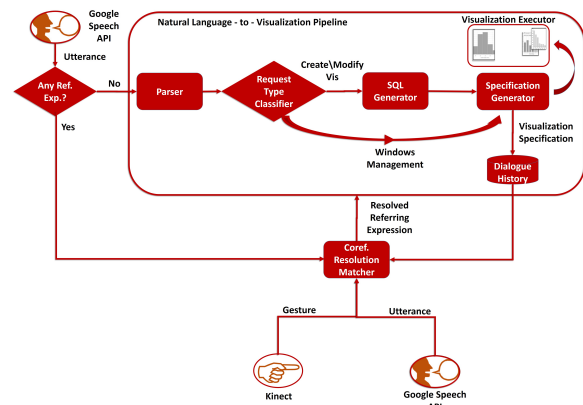 Google
Speech
API
Utterance
Natural Language - to - Visualization Pipeline
Visualization Executor
Any Ref.
Exp.?
No
Yes
Parser
Request
Type
Classifier
Create\Modify
Vis
SQL
Generator
Specification
Generator
Windows
Management
Visualization
Specification
Dialogue
History
Resolved
Referring
Expression
Coref.
Resolution
Matcher
Gesture
Utterance
Kinect
Google Speech
API